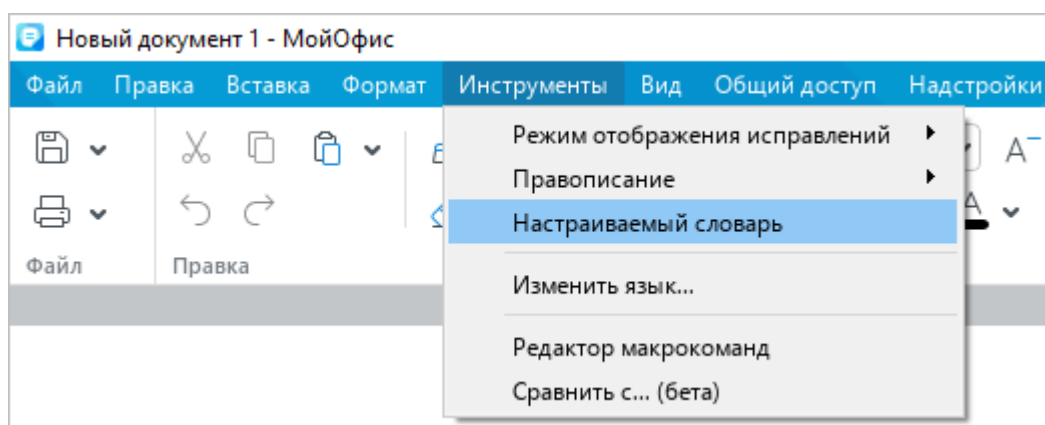 Новый документ 1 - МойОфис
Файл Правка Вставка Формат Инструменты Вид Общий доступ Надстройки
Режим отображения исправлений
Правописание
Настраиваемый словарь
Изменить язык...
Редактор макрокоманд
Сравнить с... (бета)
A
A
Файл Правка